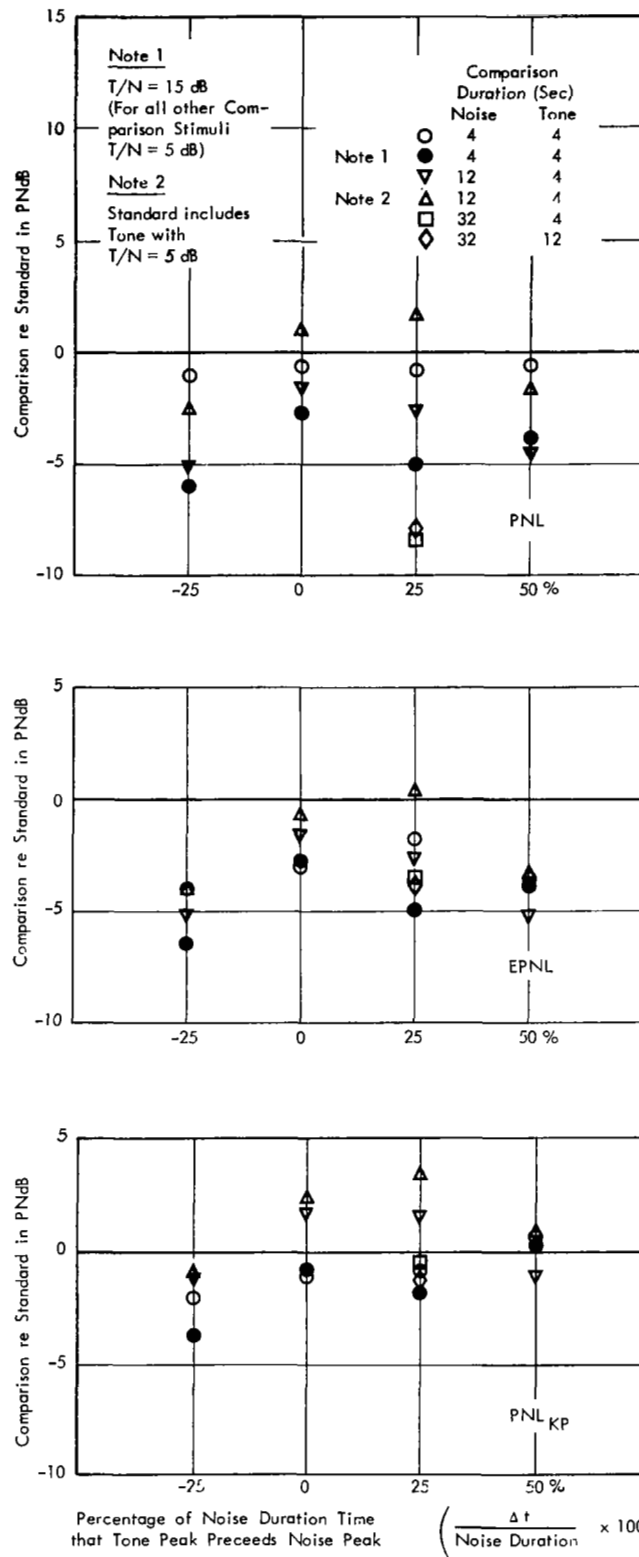 15
10
5
0
-5
-10
Comparison re Standard in PNdB
Note 1
T/N = 15 dB
(For all other Com-
parison Stimuli
T/N = 5 dB)
Note 2
Standard includes
Tone with
T/N = 5 dB
Comparison
Duration (Sec)
Noise Tone
4 4
Note 1 4 4
12 4
Note 2 12 4
32 4
32 12
PNL
-25 0 25 50 %
5
0
-5
-10
Comparison re Standard in PNdB
EPNL
-25 0 25 50 %
5
0
-5
-10
Comparison re Standard in PNdB
PNL KP
-25 0 25 50 %
Percentage of Noise Duration Time
that Tone Peak Preceeds Noise Peak
( Δ t / Noise Duration x 100